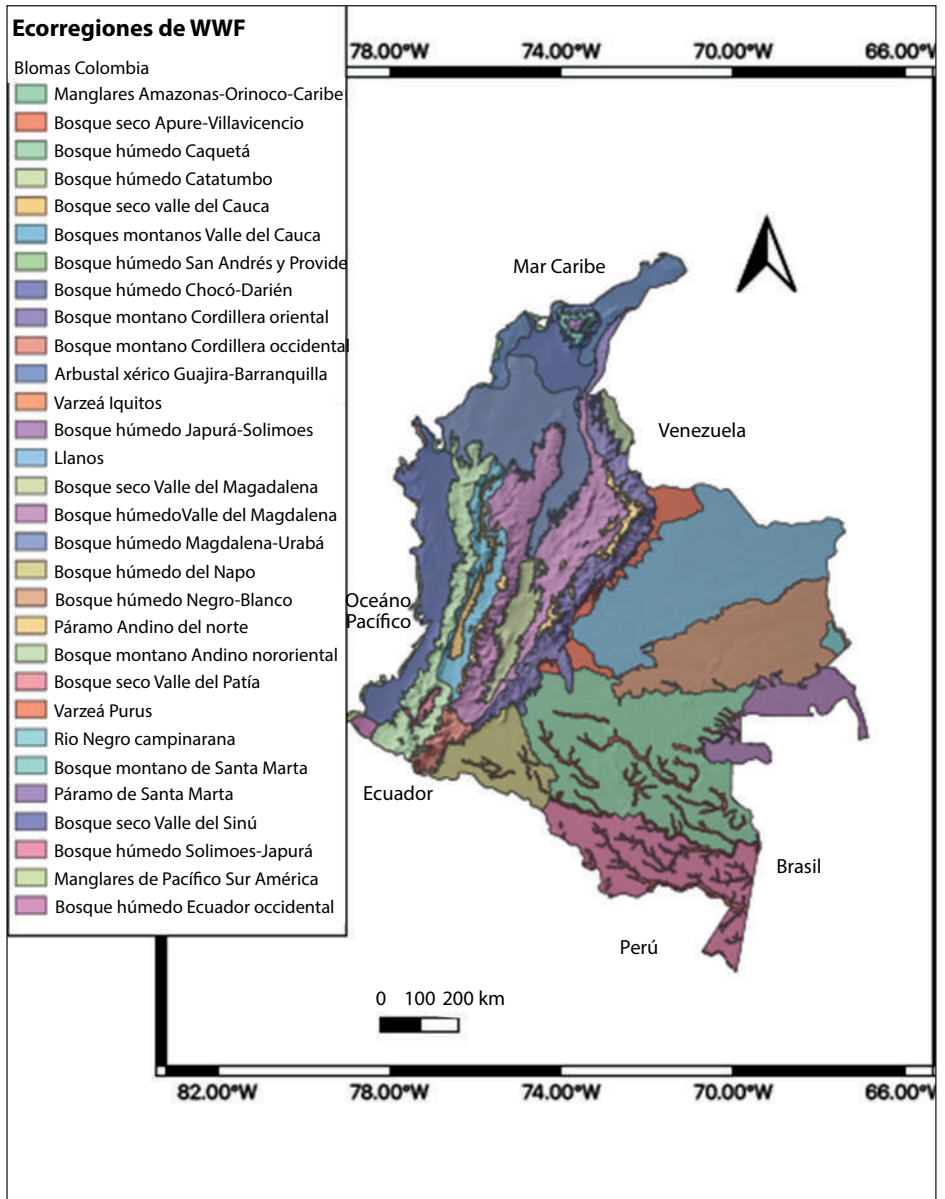 Ecorregiones de WWF
Blomas Colombia
Manglares Amazonas-Orinoco-Caribe
Bosque seco Apure-Villavicencio
Bosque húmedo Caquetá
Bosque húmedo Catatumbo
Bosque seco valle del Cauca
Bosques montanos Valle del Cauca
Bosque húmedo San Andrés y Provide
Bosque húmedo Chocó-Darién
Bosque montano Cordillera oriental
Bosque montano Cordillera occidental
Arbustal xérico Guajira-Barranquilla
Varzeá Iquitos
Bosque húmedo Japurá-Solimoes
Llanos
Bosque seco Valle del Magadalena
Bosque húmedoValle del Magdalena
Bosque húmedo Magdalena-Urabá
Bosque húmedo del Napo
Bosque húmedo Negro-Blanco
Páramo Andino del norte
Bosque montano Andino nororiental
Bosque seco Valle del Patía
Varzeá Purus
Rio Negro campinarana
Bosque montano de Santa Marta
Páramo de Santa Marta
Bosque seco Valle del Sinú
Bosque húmedo Solimoes-Japurá
Manglares de Pacífico Sur América
Bosque húmedo Ecuador occidental
78.00°W 74.00°W 70.00°W 66.00°W
Mar Caribe
Venezuela
Oceáno
Pacífico
Ecuador
Brasil
Perú
0 100 200 km
82.00°W 78.00°W 74.00°W 70.00°W 66.00°W